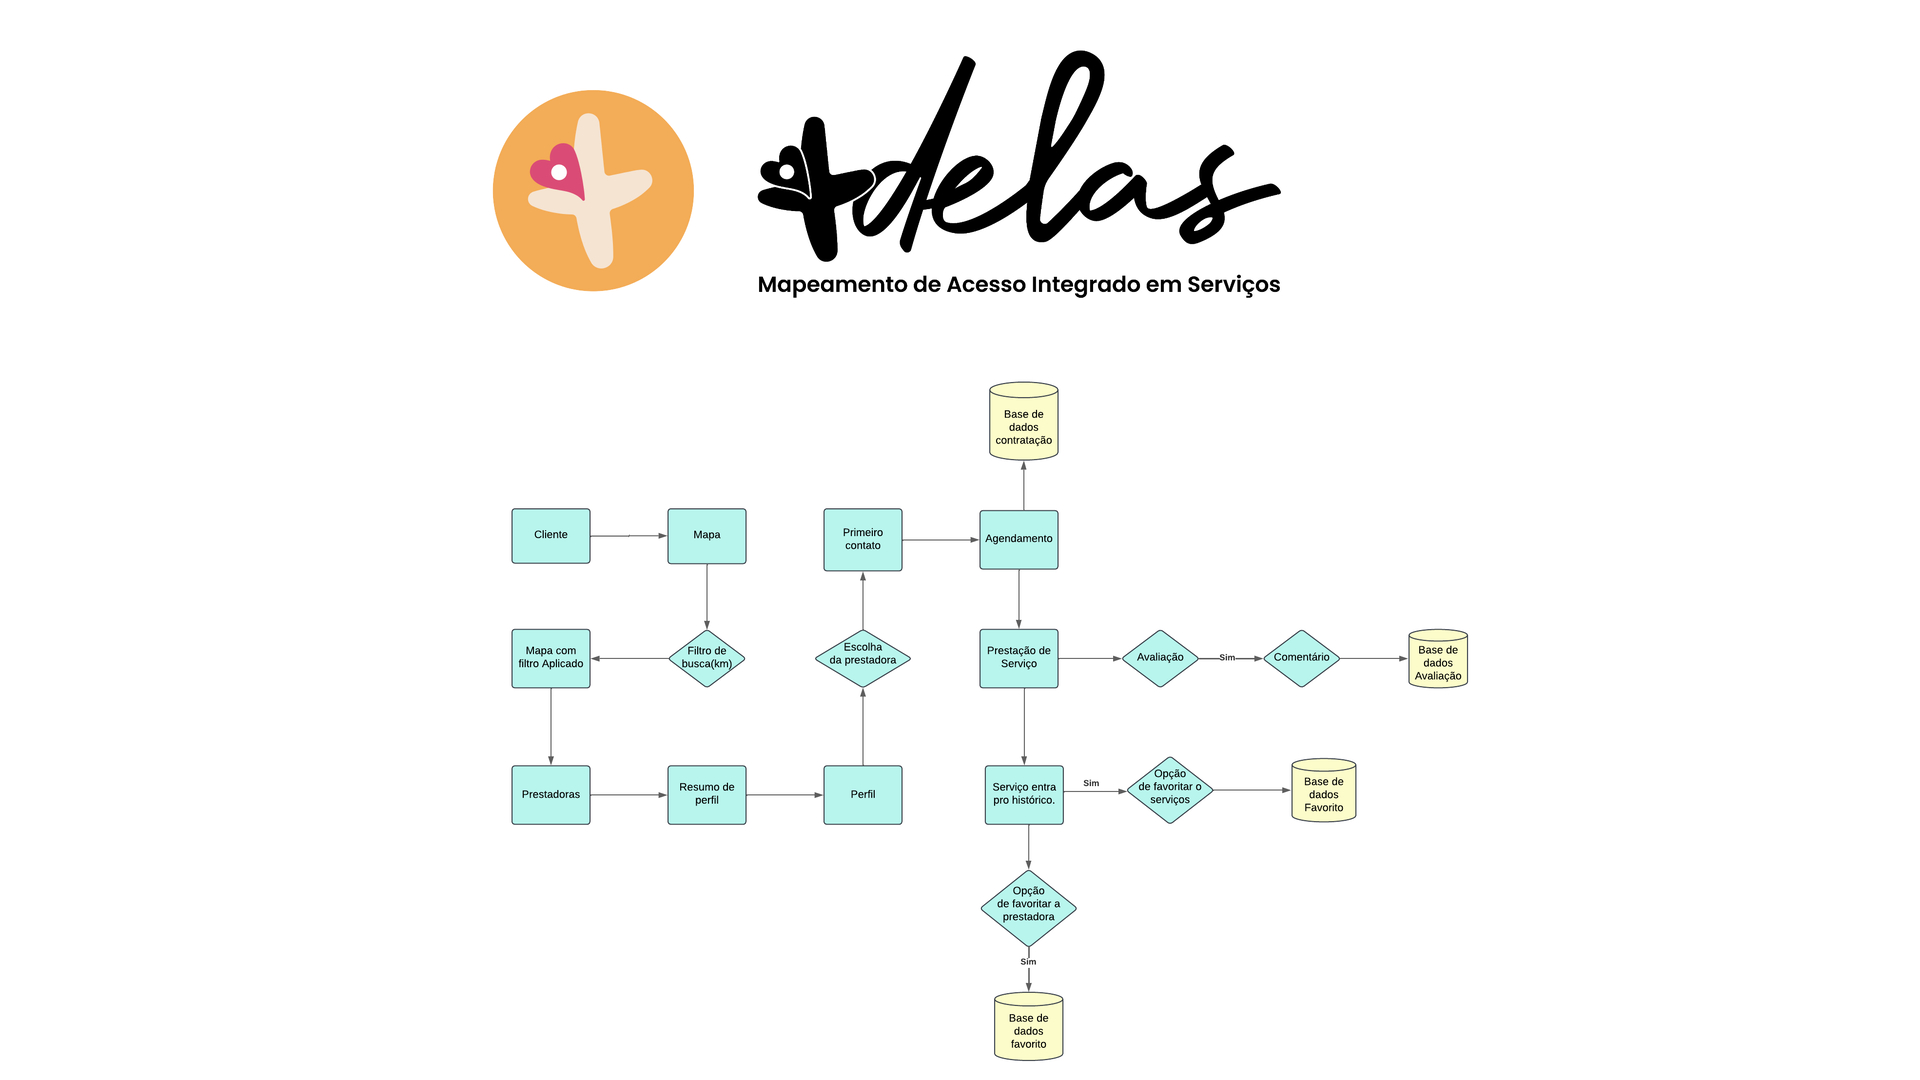 delas
Mapeamento de Acesso Integrado em Serviços
Base de
dados
contratação
Cliente
Mapa
Primeiro
contato
Agendamento
Mapa com
filtro Aplicado
Filtro de
busca(km)
Escolha
da prestadora
Prestação de
Serviço
Avaliação
Sim
Comentário
Base de
dados
Avaliação
Prestadoras
Resumo de
perfil
Perfil
Serviço entra
pro histórico.
Sim
Opção
de favoritar o
serviços
Base de
dados
Favorito
Opção
de favoritar a
prestadora
Sim
Base de
dados
favorito